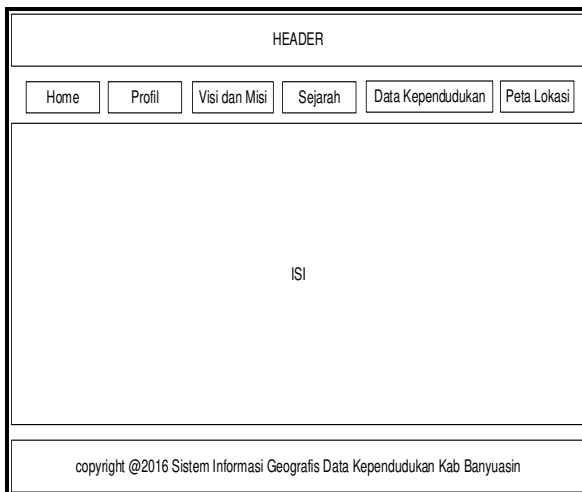 HEADER
Home Profil Visi dan Misi Sejarah Data Kependudukan Peta Lokasi
ISI
copyright @2016 Sistem Informasi Geografis Data Kependudukan Kab Banyuasin